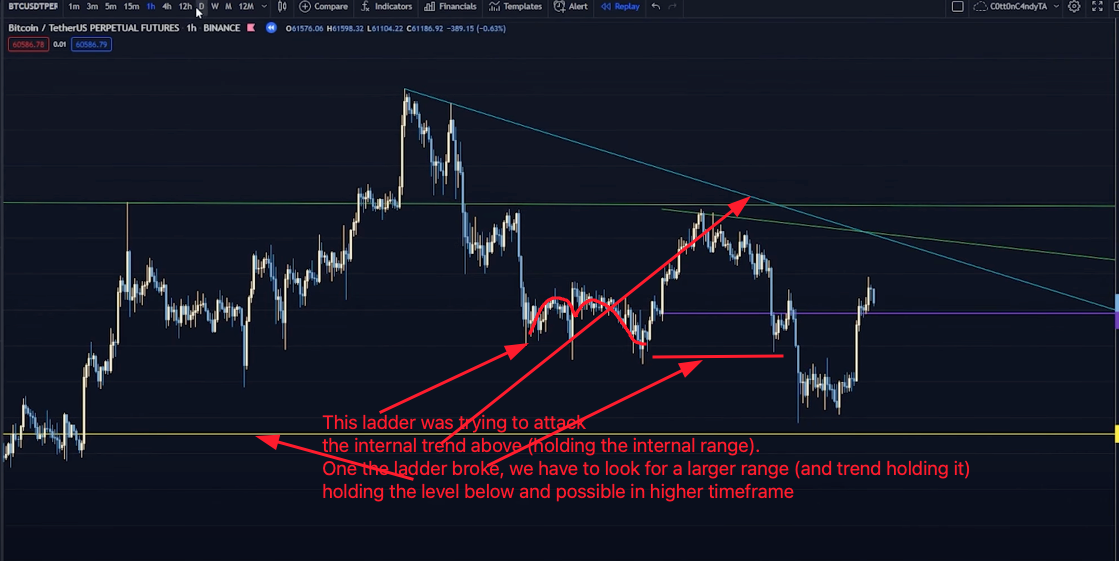 BTCUSDTPER 1m 3m 5m 15m 1h 4h 12h D W M 12M Compare Indicators Financials Templates Alert Replay C0tt0nC4ndyTA
Bitcoin / TetherUS PERPETUAL FUTURES · 1h · BINANCE O61576.06 H61598.32 L61104.22 C61186.92 −389.15 (−0.63%)
60586.78 0.01 60586.79
This ladder was trying to attack
the internal trend above (holding the internal range).
One the ladder broke, we have to look for a larger range (and trend holding it)
holding the level below and possible in higher timeframe